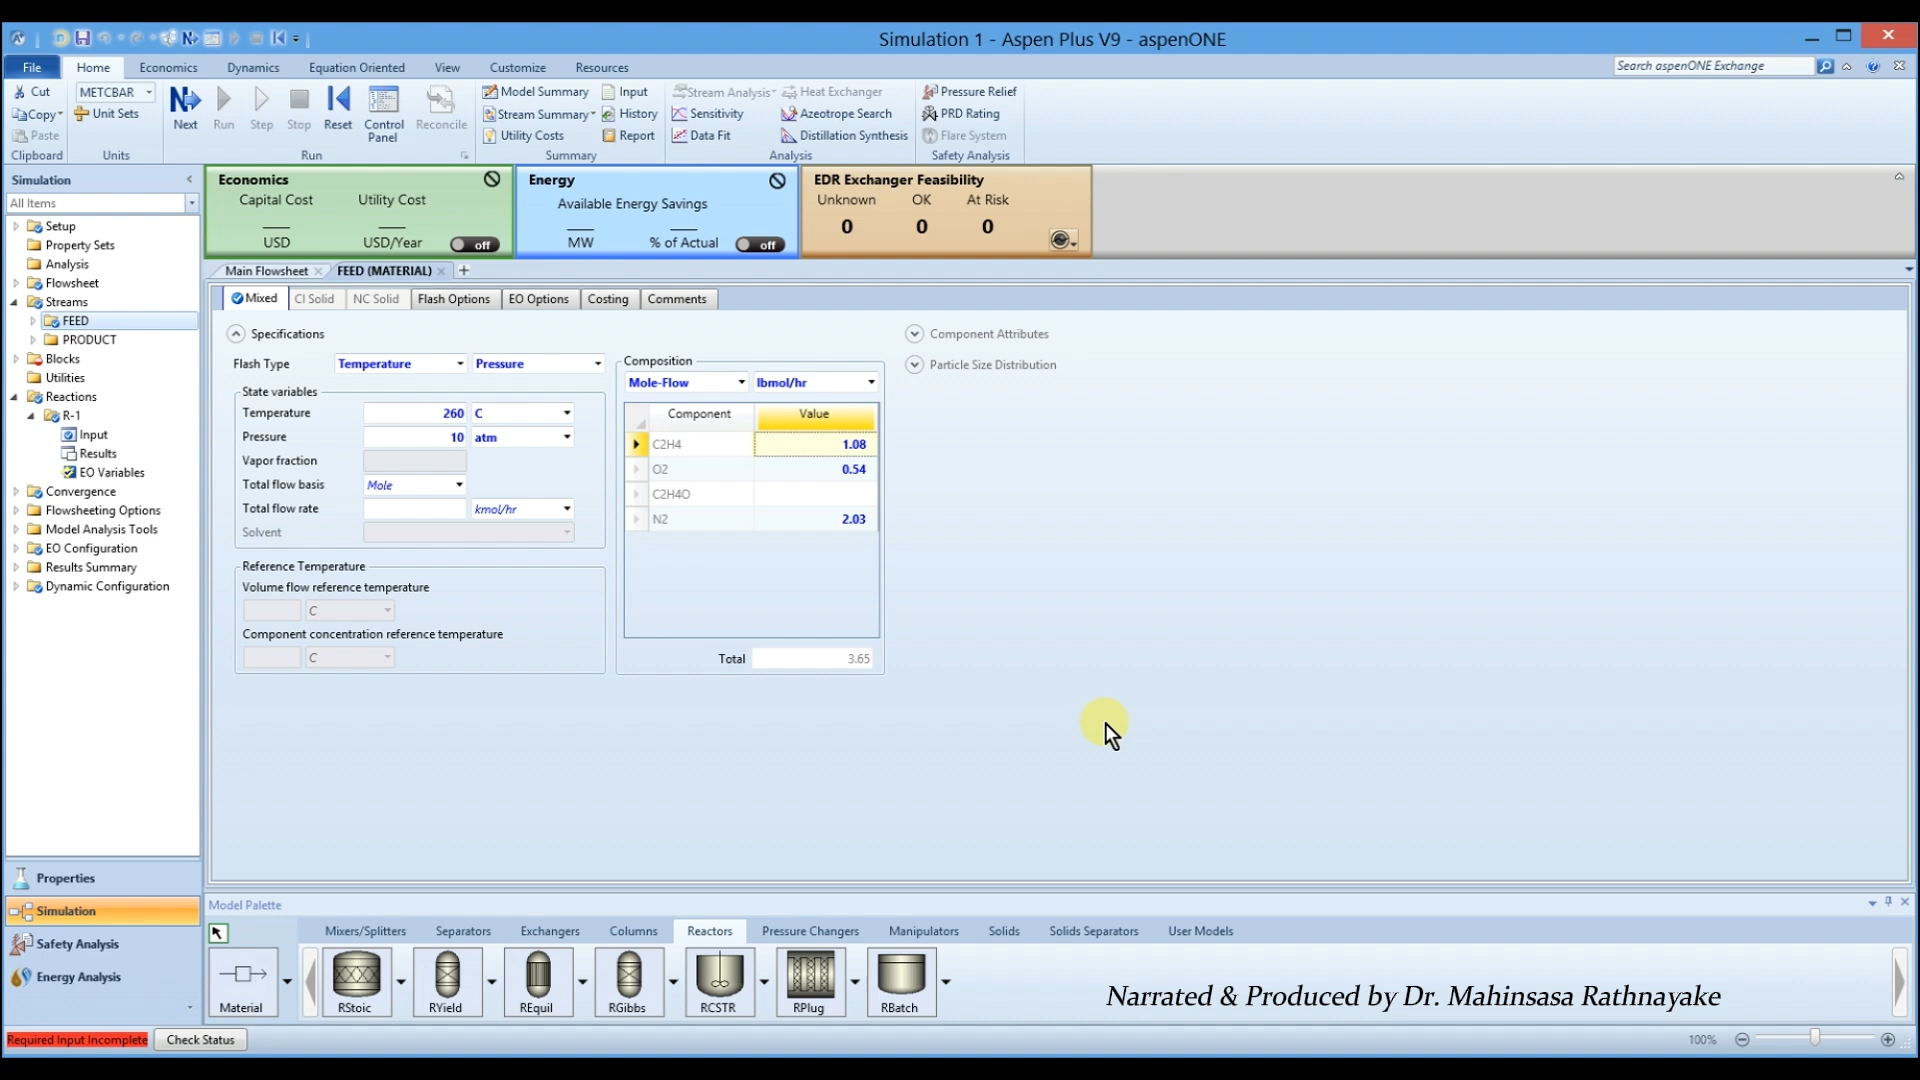 Simulation 1 - Aspen Plus V9 - aspenONE
File Home Economics Dynamics Equation Oriented View Customize Resources Search aspenONE Exchange
Cut METCBAR Model Summary Input Stream Analysis Heat Exchanger Pressure Relief
Copy Unit Sets Next Run Step Stop Reset Control Panel Reconcile Stream Summary History Sensitivity Azeotrope Search PRD Rating
Paste Utility Costs Report Data Fit Distillation Synthesis Flare System
Clipboard Units Run Summary Analysis Safety Analysis
Simulation
All Items
Setup
Property Sets
Analysis
Flowsheet
Streams
FEED
PRODUCT
Blocks
Utilities
Reactions
R-1
Input
Results
EO Variables
Convergence
Flowsheeting Options
Model Analysis Tools
EO Configuration
Results Summary
Dynamic Configuration
Properties
Simulation
Safety Analysis
Energy Analysis
Economics
Capital Cost Utility Cost
USD USD/Year off
Energy
Available Energy Savings
MW % of Actual off
EDR Exchanger Feasibility
Unknown OK At Risk
0 0 0
Main Flowsheet FEED (MATERIAL)
Mixed CI Solid NC Solid Flash Options EO Options Costing Comments
Specifications
Flash Type Temperature Pressure
State variables
Temperature 260 C
Pressure 10 atm
Vapor fraction
Total flow basis Mole
Total flow rate kmol/hr
Solvent
Reference Temperature
Volume flow reference temperature
C
Component concentration reference temperature
C
Composition
Mole-Flow lbmol/hr
Component Value
C2H4 1.08
O2 0.54
C2H4O
N2 2.03
Total 3.65
Component Attributes
Particle Size Distribution
Model Palette
Mixers/Splitters Separators Exchangers Columns Reactors Pressure Changers Manipulators Solids Solids Separators User Models
Material RStoic RYield REquil RGibbs RCSTR RPlug RBatch
Narrated & Produced by Dr. Mahinsasa Rathnayake
Required Input Incomplete Check Status 100%